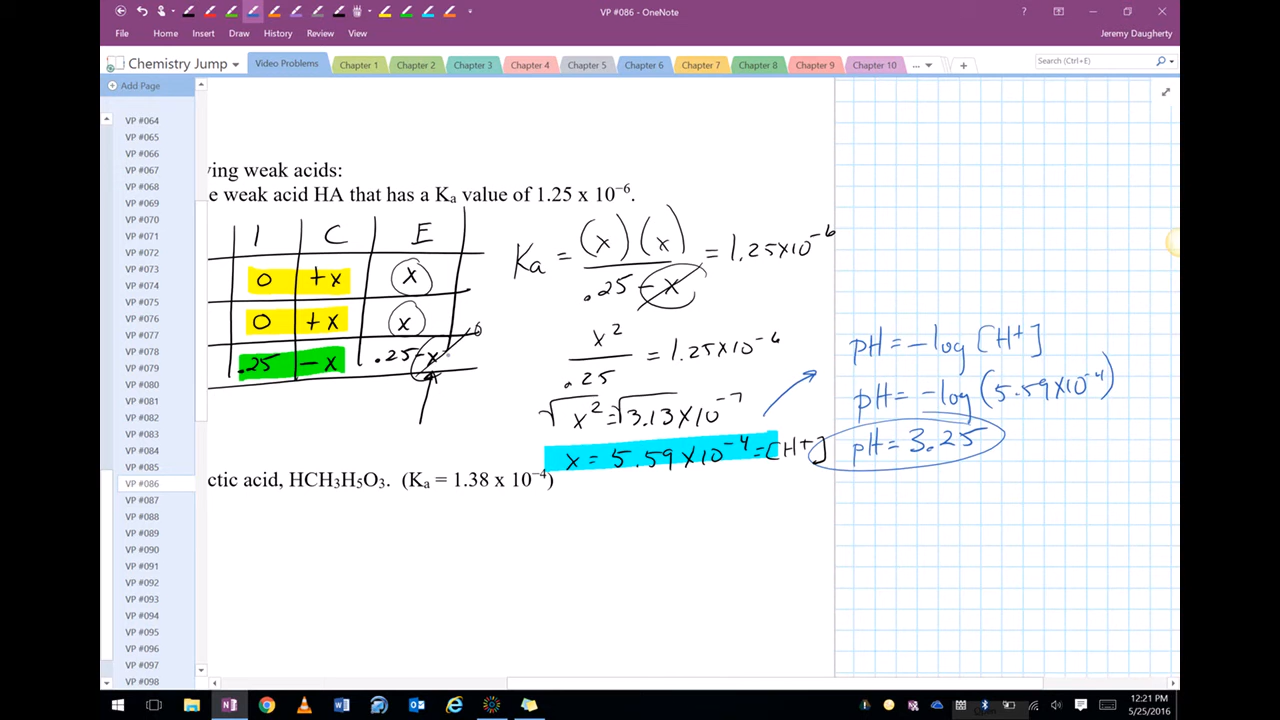 VP #086 - OneNote
Jeremy Daugherty
File Home Insert Draw History Review View
Chemistry Jump Video Problems Chapter 1 Chapter 2 Chapter 3 Chapter 4 Chapter 5 Chapter 6 Chapter 7 Chapter 8 Chapter 9 Chapter 10 ... Search (Ctrl+E)
Add Page
VP #064
VP #065
VP #066
VP #067
VP #068
VP #069
VP #070
VP #071
VP #072
VP #073
VP #074
VP #075
VP #076
VP #077
VP #078
VP #079
VP #080
VP #081
VP #082
VP #083
VP #084
VP #085
VP #086
VP #087
VP #088
VP #089
VP #090
VP #091
VP #092
VP #093
VP #094
VP #095
VP #096
VP #097
VP #098
ving weak acids:
e weak acid HA that has a Ka value of 1.25 x 10⁻⁶.
I C E
0 +x x
0 +x x
.25 -x .25-x
Ka = (x)(x) / .25 - x = 1.25x10⁻⁶
x² / .25 = 1.25x10⁻⁶
√x² = √3.13x10⁻⁷
x = 5.59x10⁻⁴ = [H+]
pH = -log [H+]
pH = -log (5.59x10⁻⁴)
pH = 3.25
ctic acid, HCH₃H₅O₃. (Ka = 1.38 x 10⁻⁴)
12:21 PM
5/25/2016